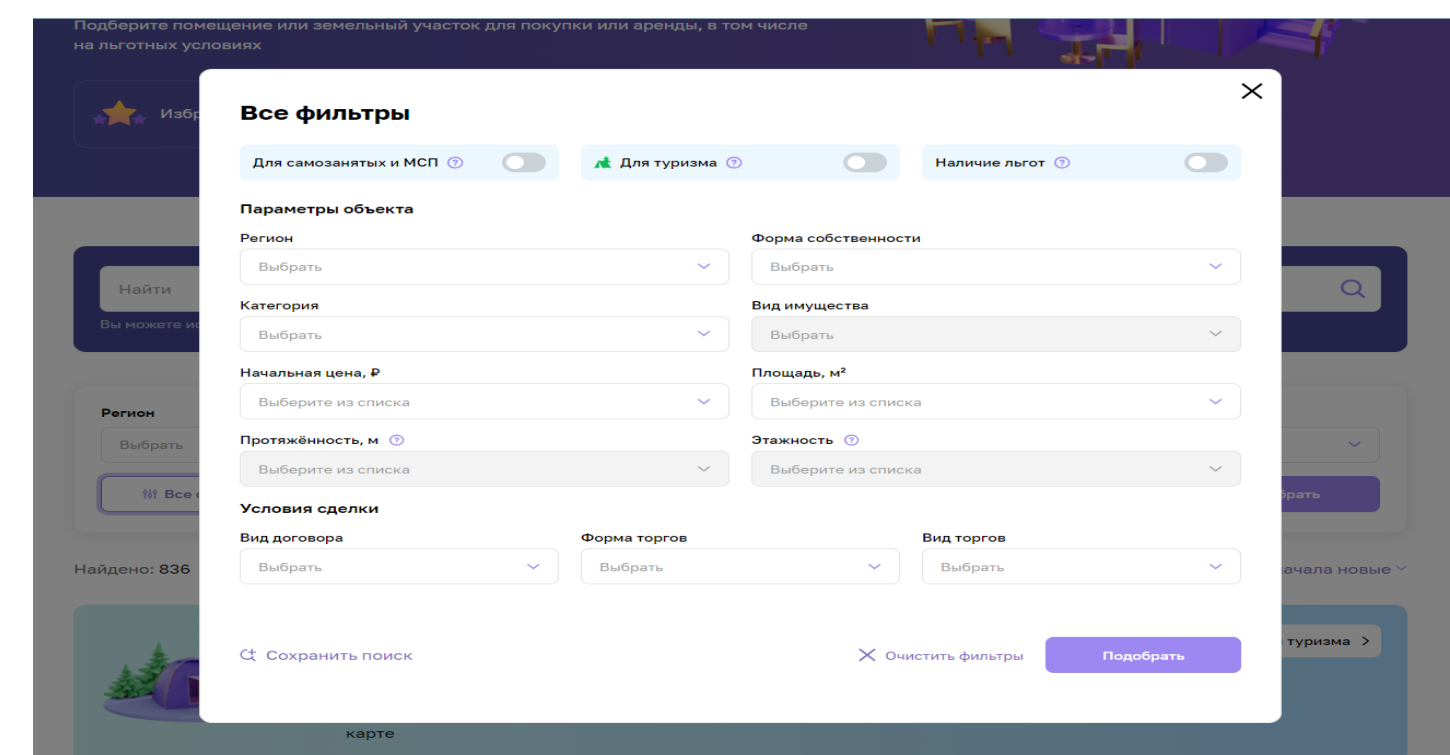 Подберите помещение или земельный участок для покупки или аренды, в том числе
на льготных условиях
Все фильтры
Для самозанятых и МСП
Для туризма
Наличие льгот
Параметры объекта
Регион
Форма собственности
Выбрать
Выбрать
Найти
Категория
Вид имущества
Вы можете
Выбрать
Выбрать
Начальная цена, ₽
Площадь, м²
Выберите из списка
Выберите из списка
Регион
Протяжённость, м
Этажность
Выбрать
Выберите из списка
Выберите из списка
Все
Условия сделки
Вид договора
Форма торгов
Вид торгов
Найдено: 836
Выбрать
Выбрать
Выбрать
новые
туризма >
Сохранить поиск
Очистить фильтры
Подобрать
карте